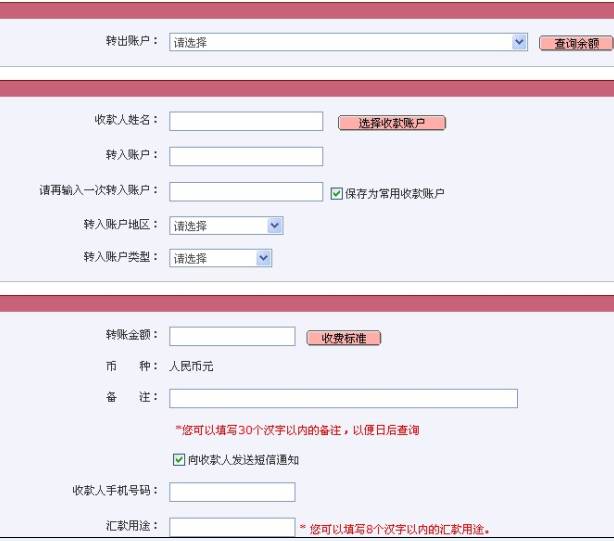 转出账户： 请选择 查询余额
收款人姓名： 选择收款账户
转入账户：
请再输入一次转入账户： 保存为常用收款账户
转入账户地区： 请选择
转入账户类型： 请选择
转账金额： 收费标准
币 种： 人民币元
备 注：
*您可以填写30个汉字以内的备注，以便日后查询
向收款人发送短信通知
收款人手机号码：
汇款用途： * 您可以填写8个汉字以内的汇款用途。